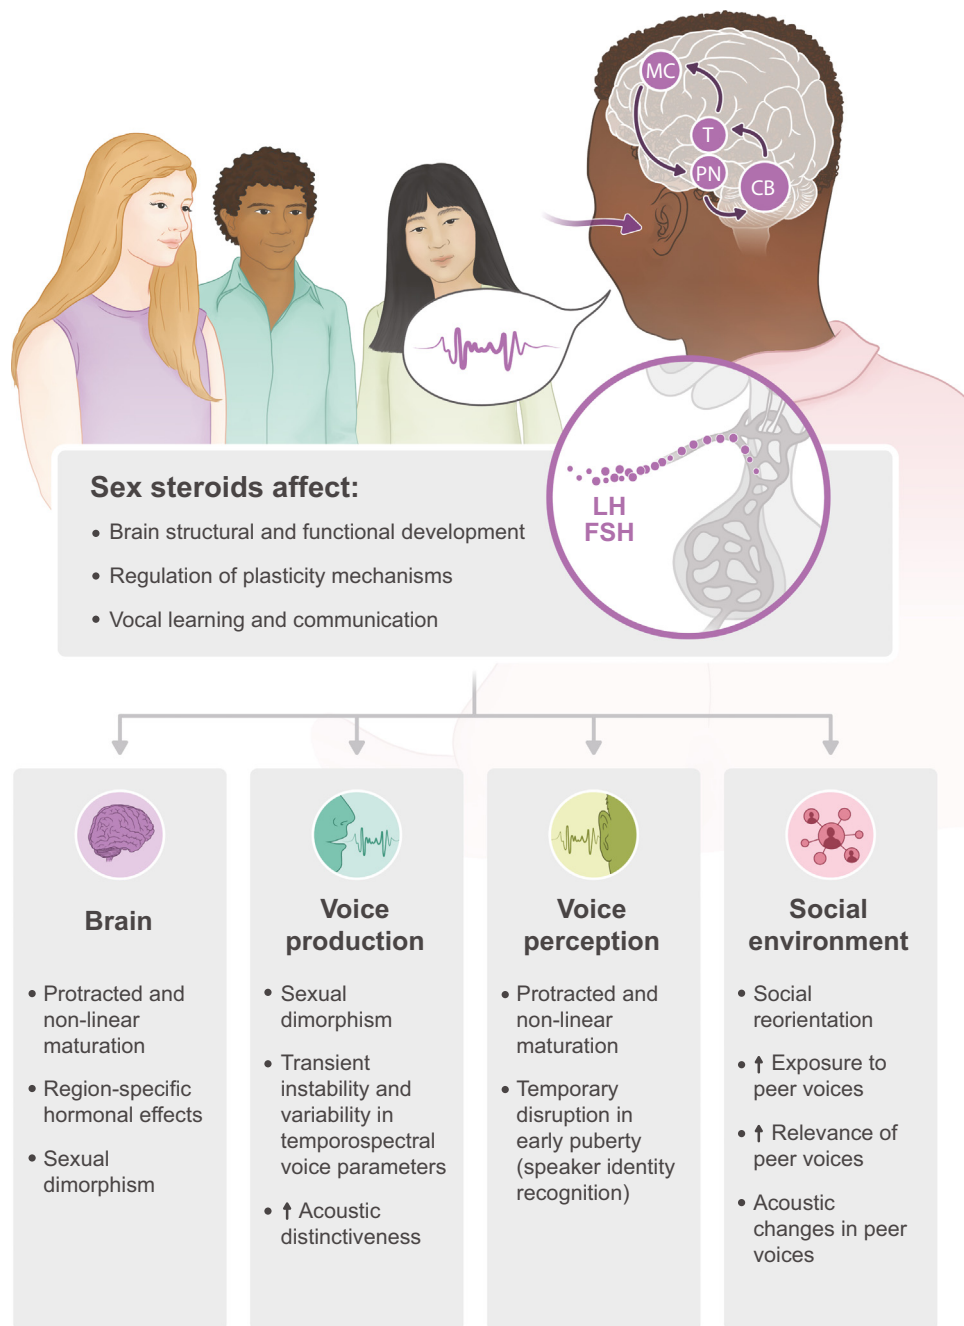 MC
T
PN
CB
LH
FSH
Sex steroids affect:
• Brain structural and functional development
• Regulation of plasticity mechanisms
• Vocal learning and communication
Brain
• Protracted and
non-linear
maturation
• Region-specific
hormonal effects
• Sexual
dimorphism
Voice
production
• Sexual
dimorphism
• Transient
instability and
variability in
temporospectral
voice parameters
• ↑ Acoustic
distinctiveness
Voice
perception
• Protracted and
non-linear
maturation
• Temporary
disruption in
early puberty
(speaker identity
recognition)
Social
environment
• Social
reorientation
• ↑ Exposure to
peer voices
• ↑ Relevance of
peer voices
• Acoustic
changes in peer
voices